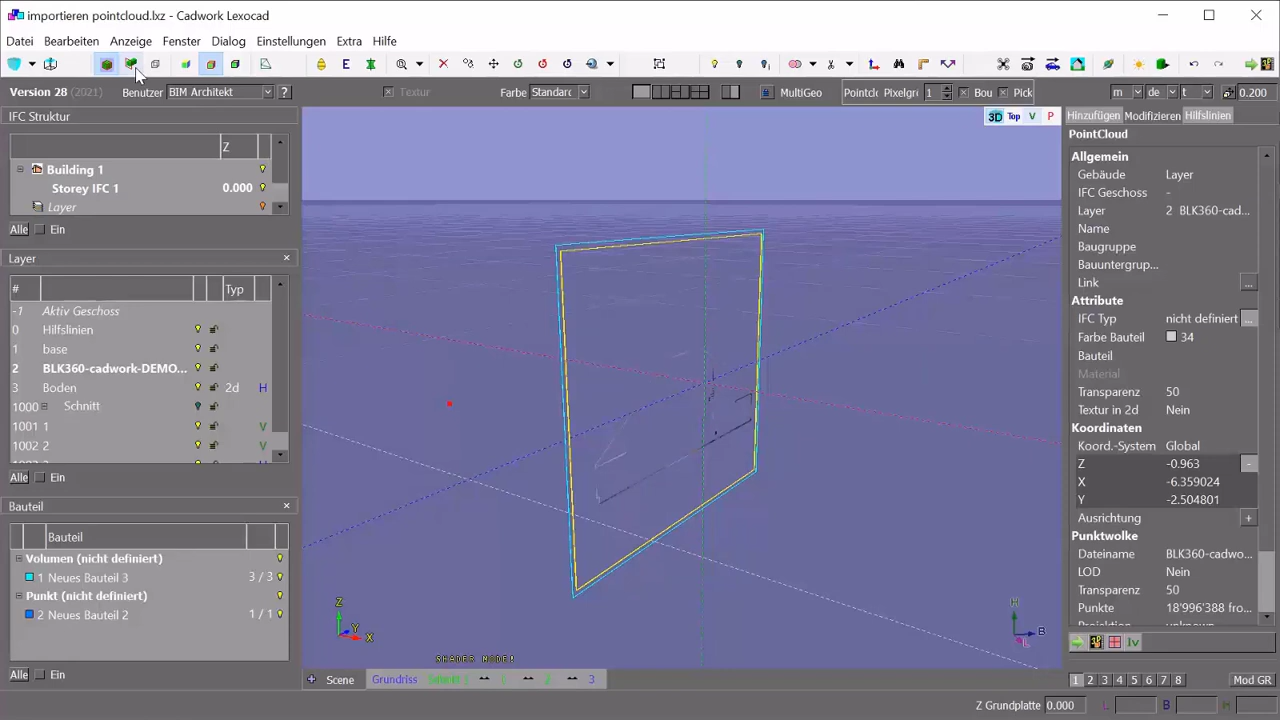 importieren pointcloud.lxz - Cadwork Lexocad
Datei Bearbeiten Anzeige Fenster Dialog Einstellungen Extra Hilfe
Version 28 (2021) Benutzer BIM Architekt ? Textur Farbe Standarc MultiGeo Pointclc Pixelgrö 1 Bou Pick m de t 0.200
IFC Struktur
Z
Building 1
Storey IFC 1 0.000
Layer
Alle Ein
Layer
# Typ
-1 Aktiv Geschoss
0 Hilfslinien
1 base
2 BLK360-cadwork-DEMO...
3 Boden 2d H
1000 Schnitt
1001 1 V
1002 2 V
Alle Ein
Bauteil
Bauteil
Volumen (nicht definiert)
1 Neues Bauteil 3 3 / 3
Punkt (nicht definiert)
2 Neues Bauteil 2 1 / 1
Alle Ein
3D Top V P
Z
Y
X
H
B
L
SHADER MODE!
Scene Grundriss Schnitt 1 1 2 3
Hinzufügen Modifizieren Hilfslinien
PointCloud
Allgemein
Gebäude Layer
IFC Geschoss -
Layer 2 BLK360-cad...
Name
Baugruppe
Bauuntergrup...
Link ...
Attribute
IFC Typ nicht definiert ...
Farbe Bauteil 34
Bauteil
Material
Transparenz 50
Textur in 2d Nein
Koordinaten
Koord.-System Global
Z -0.963 -
X -6.359024
Y -2.504801
Ausrichtung +
Punktwolke
Dateiname BLK360-cadwo...
LOD Nein
Transparenz 50
Punkte 18'996'388 fro...
1 2 3 4 5 6 7 8 Mod GR
Z Grundplatte 0.000 L B H